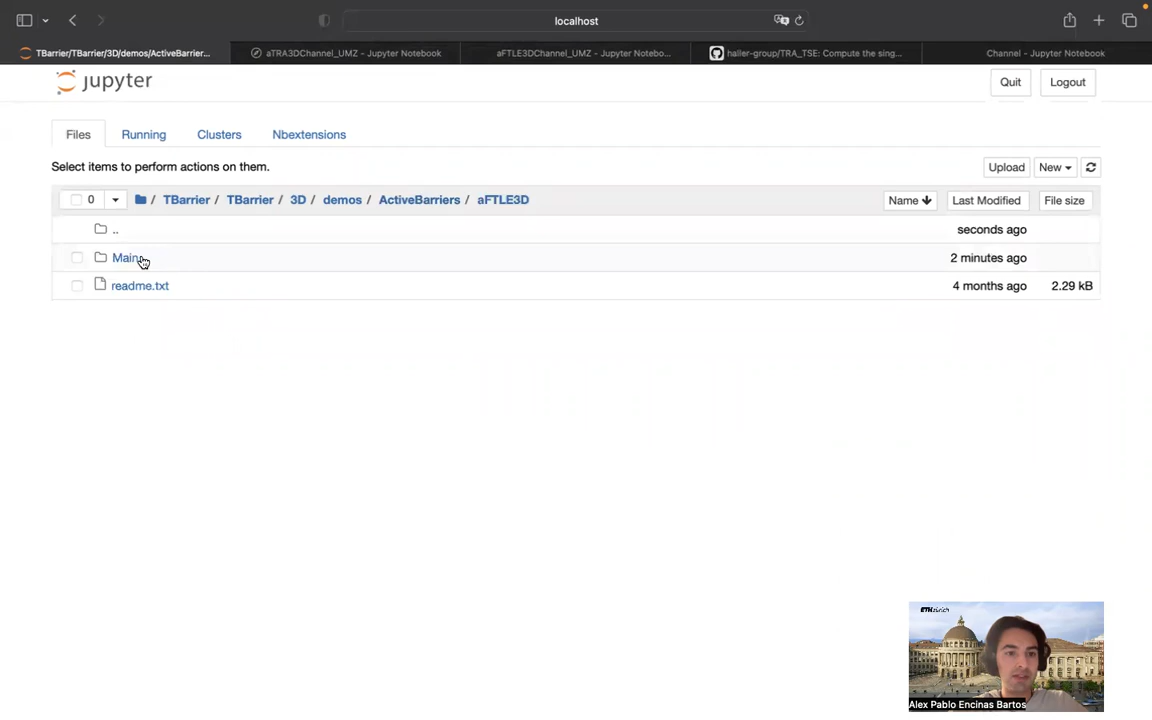 localhost
TBarrier/TBarrier/3D/demos/ActiveBarrier...
aTRA3DChannel_UMZ - Jupyter Notebook
aFTLE3DChannel_UMZ - Jupyter Notebo...
haller-group/TRA_TSE: Compute the sing...
Channel - Jupyter Notebook
jupyter
Quit
Logout
Files
Running
Clusters
Nbextensions
Select items to perform actions on them.
Upload
New
0
/ TBarrier / TBarrier / 3D / demos / ActiveBarriers / aFTLE3D
Name
Last Modified
File size
..
seconds ago
Main
2 minutes ago
readme.txt
4 months ago
2.29 kB
ETH zürich
Alex Pablo Encinas Bartos